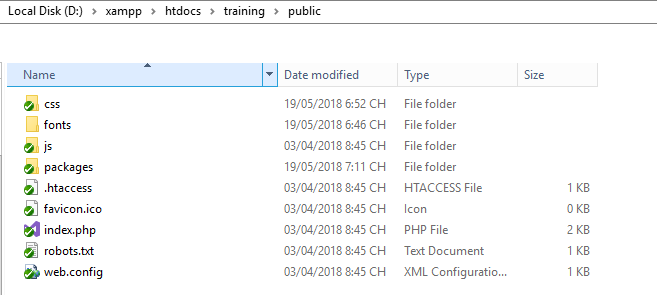 Local Disk (D:) > xampp > htdocs > training > public
Name Date modified Type Size
css 19/05/2018 6:52 CH File folder
fonts 19/05/2018 6:46 CH File folder
js 03/04/2018 8:45 CH File folder
packages 19/05/2018 7:11 CH File folder
.htaccess 03/04/2018 8:45 CH HTACCESS File 1 KB
favicon.ico 03/04/2018 8:45 CH Icon 0 KB
index.php 03/04/2018 8:45 CH PHP File 2 KB
robots.txt 03/04/2018 8:45 CH Text Document 1 KB
web.config 03/04/2018 8:45 CH XML Configuratio... 1 KB